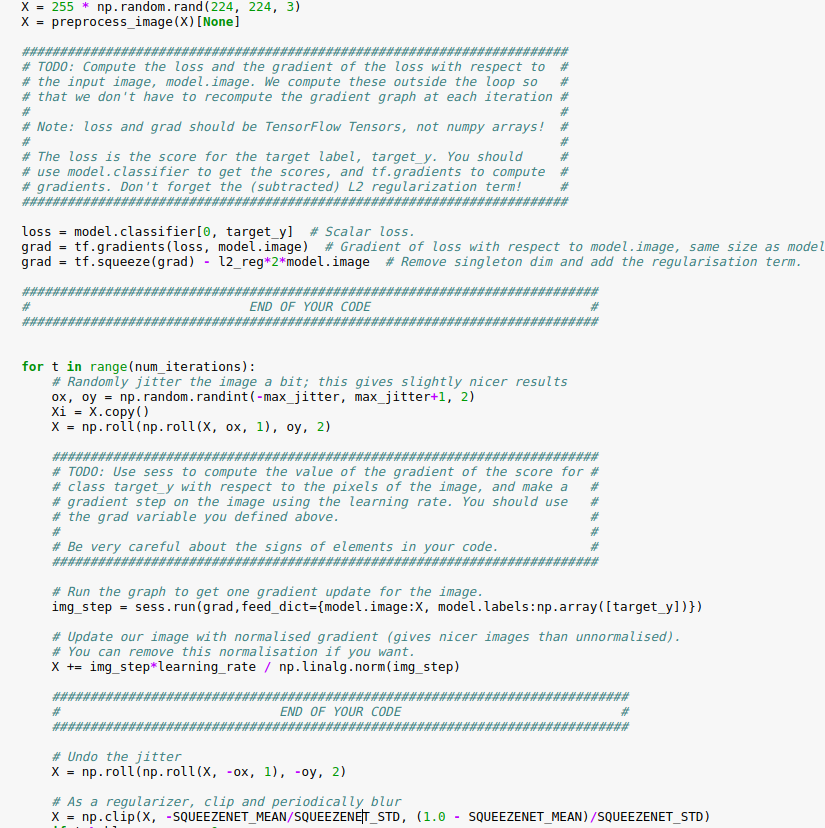 X = 255 * np.random.rand(224, 224, 3)
X = preprocess_image(X)[None]
########################################################################
# TODO: Compute the loss and the gradient of the loss with respect to  #
# the input image, model.image. We compute these outside the loop so   #
# that we don't have to recompute the gradient graph at each iteration #
#                                                                      #
# Note: loss and grad should be TensorFlow Tensors, not numpy arrays!  #
#                                                                      #
# The loss is the score for the target label, target_y. You should     #
# use model.classifier to get the scores, and tf.gradients to compute  #
# gradients. Don't forget the (subtracted) L2 regularization term!     #
########################################################################
loss = model.classifier[0, target_y]  # Scalar loss.
grad = tf.gradients(loss, model.image)  # Gradient of loss with respect to model.image, same size as model
grad = tf.squeeze(grad) - l2_reg*2*model.image  # Remove singleton dim and add the regularisation term.
############################################################################
#                             END OF YOUR CODE                             #
############################################################################
for t in range(num_iterations):
    # Randomly jitter the image a bit; this gives slightly nicer results
    ox, oy = np.random.randint(-max_jitter, max_jitter+1, 2)
    Xi = X.copy()
    X = np.roll(np.roll(X, ox, 1), oy, 2)
    ########################################################################
    # TODO: Use sess to compute the value of the gradient of the score for #
    # class target_y with respect to the pixels of the image, and make a   #
    # gradient step on the image using the learning rate. You should use   #
    # the grad variable you defined above.                                 #
    #                                                                      #
    # Be very careful about the signs of elements in your code.            #
    ########################################################################
    # Run the graph to get one gradient update for the image.
    img_step = sess.run(grad,feed_dict={model.image:X, model.labels:np.array([target_y])})
    # Update our image with normalised gradient (gives nicer images than unnormalised).
    # You can remove this normalisation if you want.
    X += img_step*learning_rate / np.linalg.norm(img_step)
    ############################################################################
    #                             END OF YOUR CODE                             #
    ############################################################################
    # Undo the jitter
    X = np.roll(np.roll(X, -ox, 1), -oy, 2)
    # As a regularizer, clip and periodically blur
    X = np.clip(X, -SQUEEZENET_MEAN/SQUEEZENET_STD, (1.0 - SQUEEZENET_MEAN)/SQUEEZENET_STD)